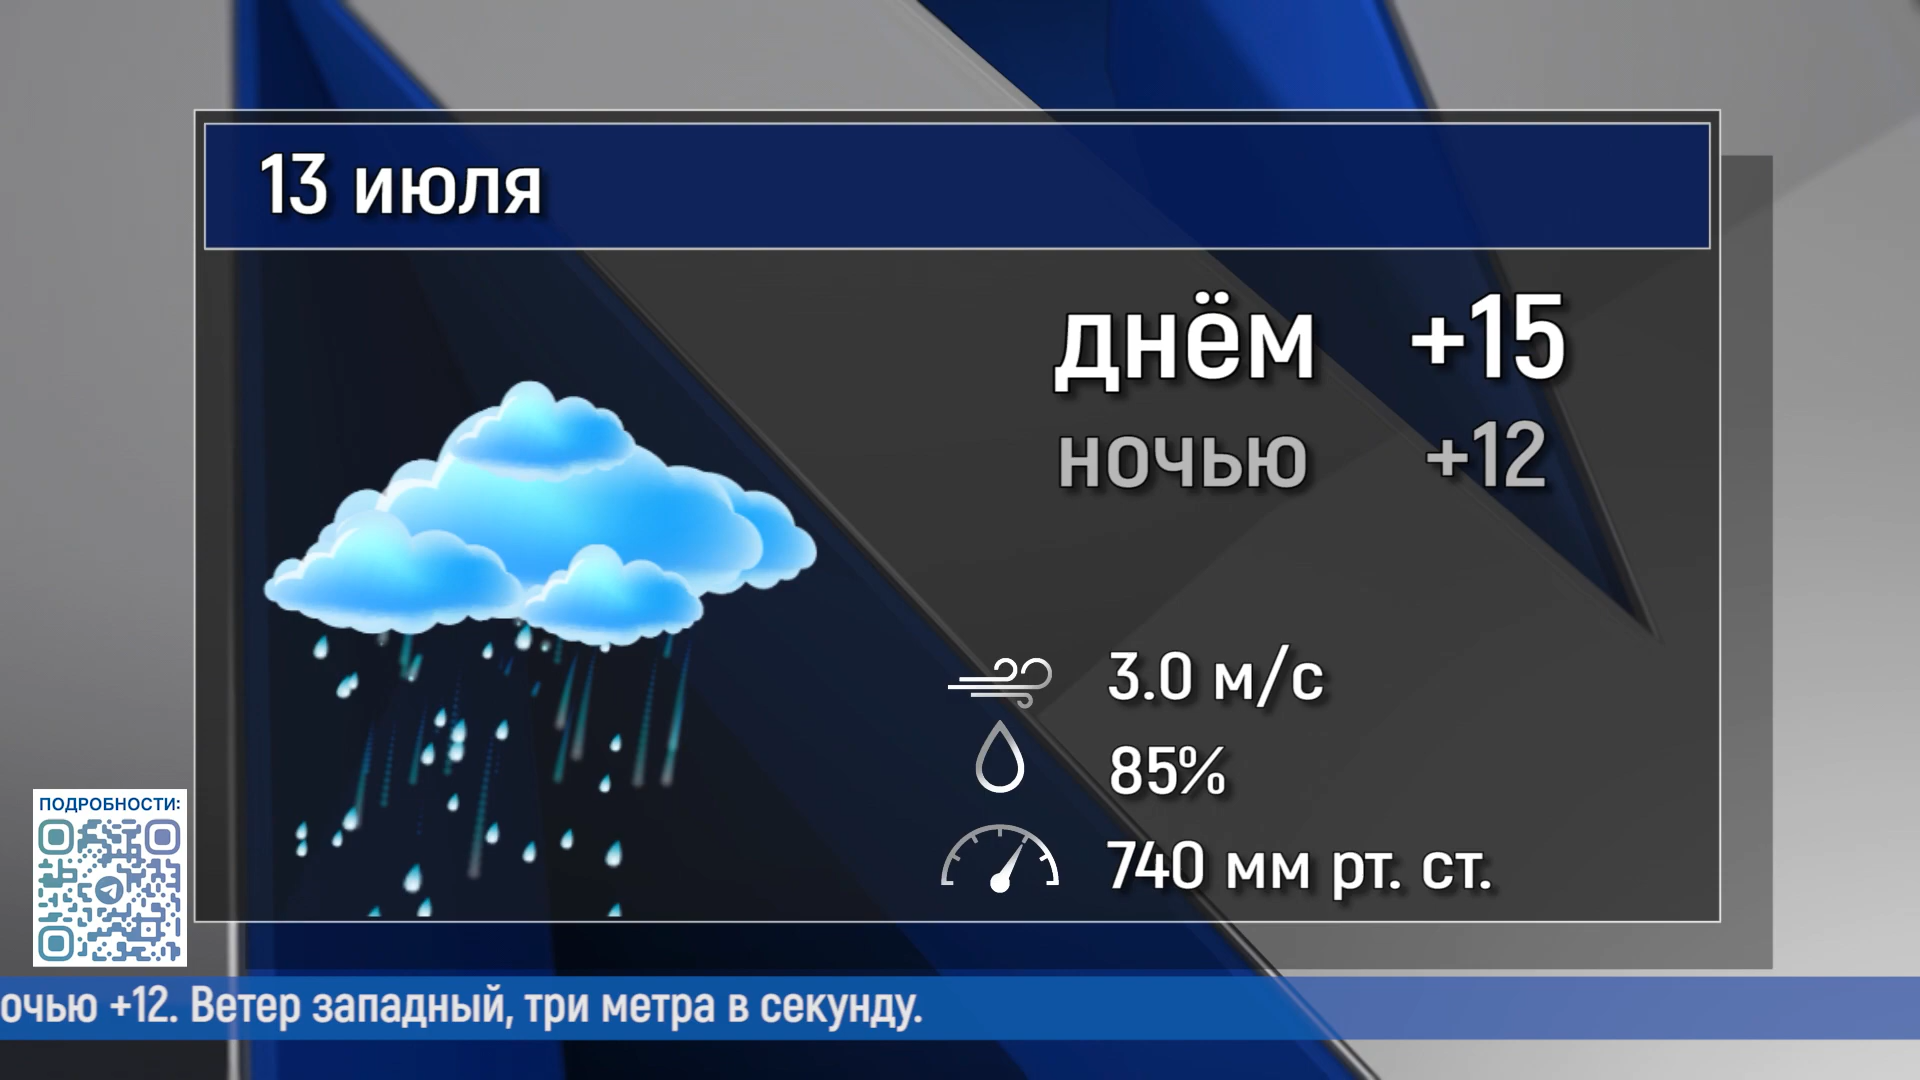 13 июля
днём +15
ночью +12
3.0 м/с
85%
740 мм рт. ст.
ПОДРОБНОСТИ:
очью +12. Ветер западный, три метра в секунду.